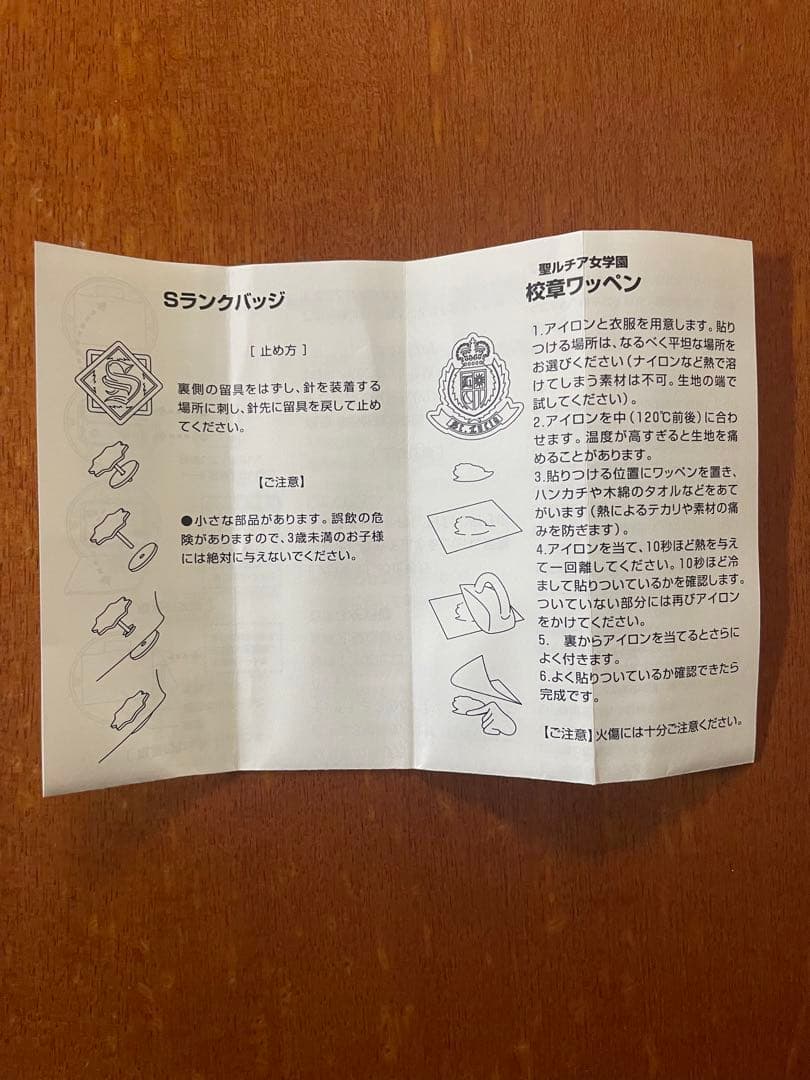 Sランクバッジ
[ 止め方 ]
裏側の留具をはずし、針を装着する
場所に刺し、針先に留具を戻して止め
てください。
【ご注意】
●小さな部品があります。誤飲の危
険がありますので、3歳未満のお子様
には絶対に与えないでください。
聖ルチア女学園
校章ワッペン
1.アイロンと衣服を用意します。貼り
つける場所は、なるべく平坦な場所を
お選びください(ナイロンなど熱で溶
けてしまう素材は不可。生地の端で
試してください)。
2.アイロンを中(120℃前後)に合わ
せます。温度が高すぎると生地を痛
めることがあります。
3.貼りつける位置にワッペンを置き、
ハンカチや木綿のタオルなどをあて
がいます(熱によるテカリや素材の痛
みを防ぎます)。
4.アイロンを当て、10秒ほど熱を与え
て一回離してください。10秒ほど冷
まして貼りついているかを確認します。
ついていない部分には再びアイロン
をかけてください。
5. 裏からアイロンを当てるとさらに
よく付きます。
6.よく貼りついているか確認できたら
完成です。
【ご注意】火傷には十分ご注意ください。
S
ST. LUCIA